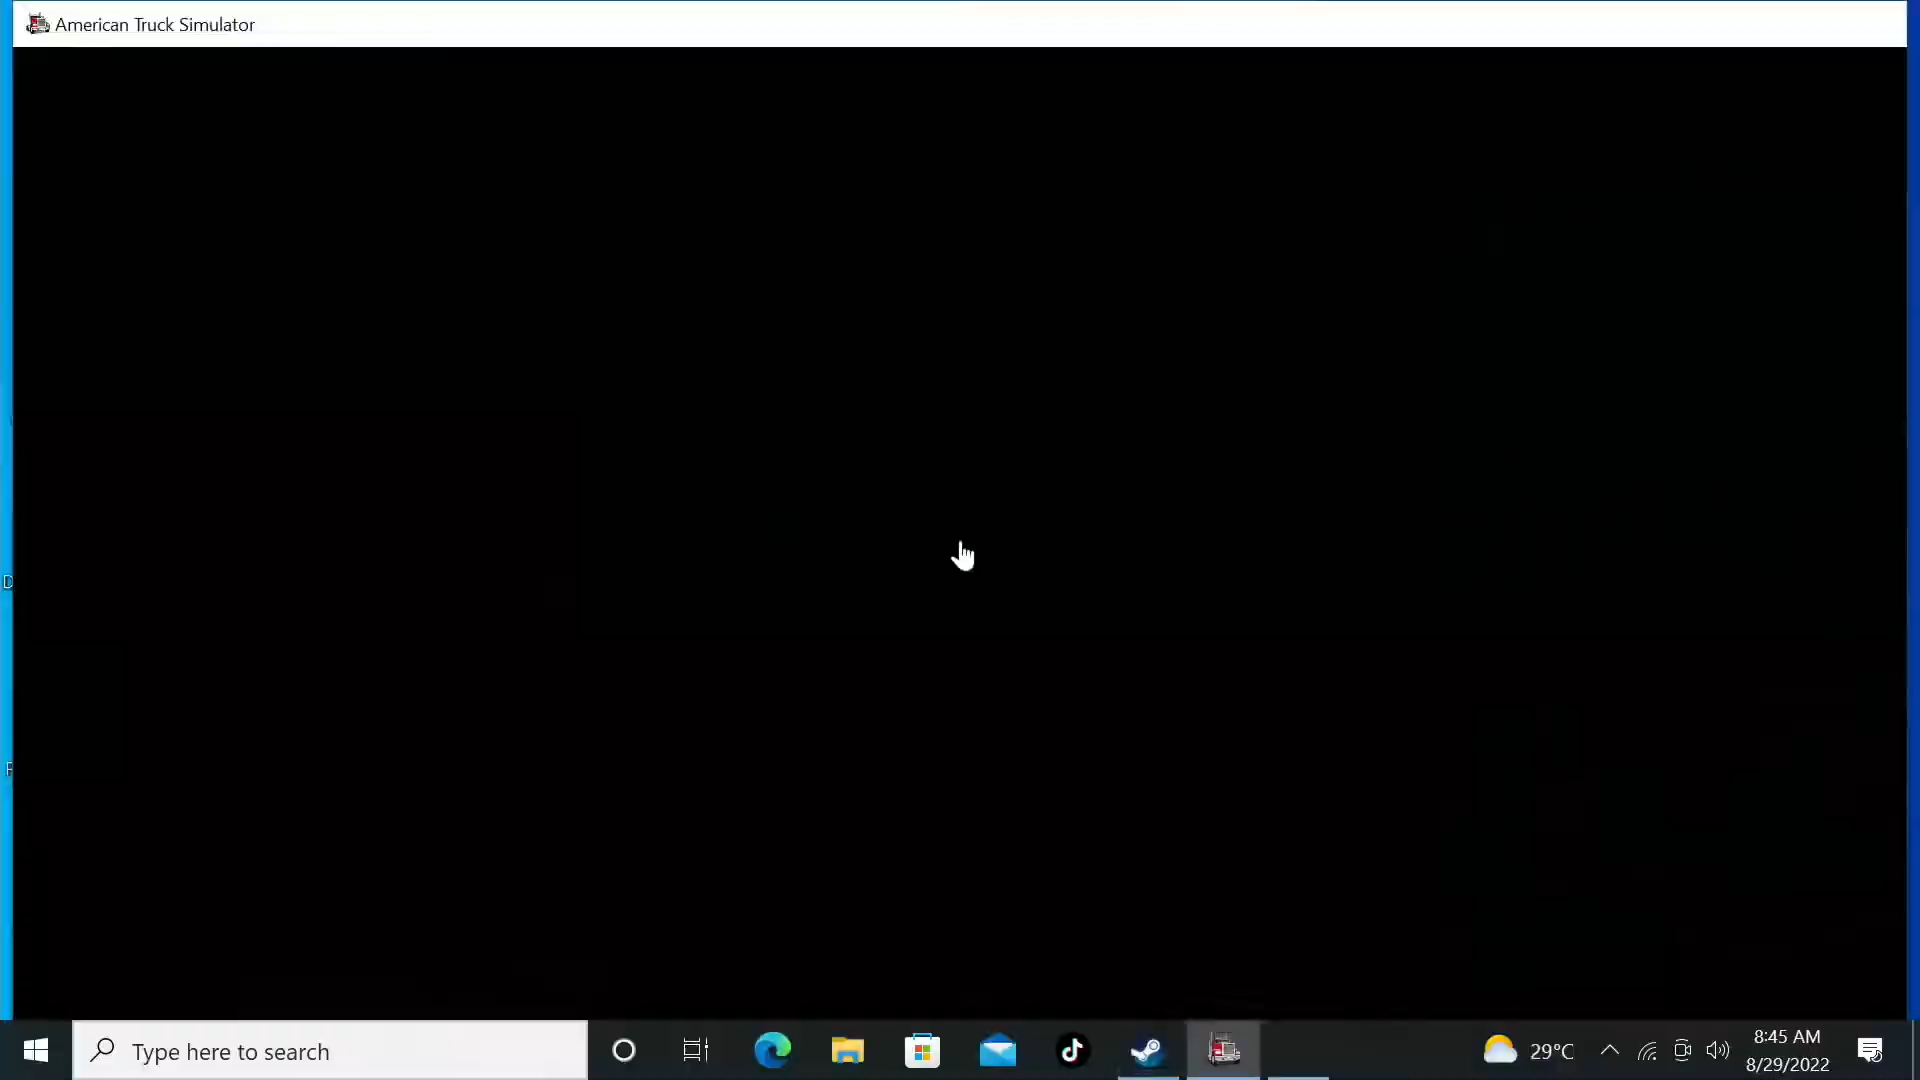 American Truck Simulator
D
F
Type here to search
29°C
8:45 AM
8/29/2022